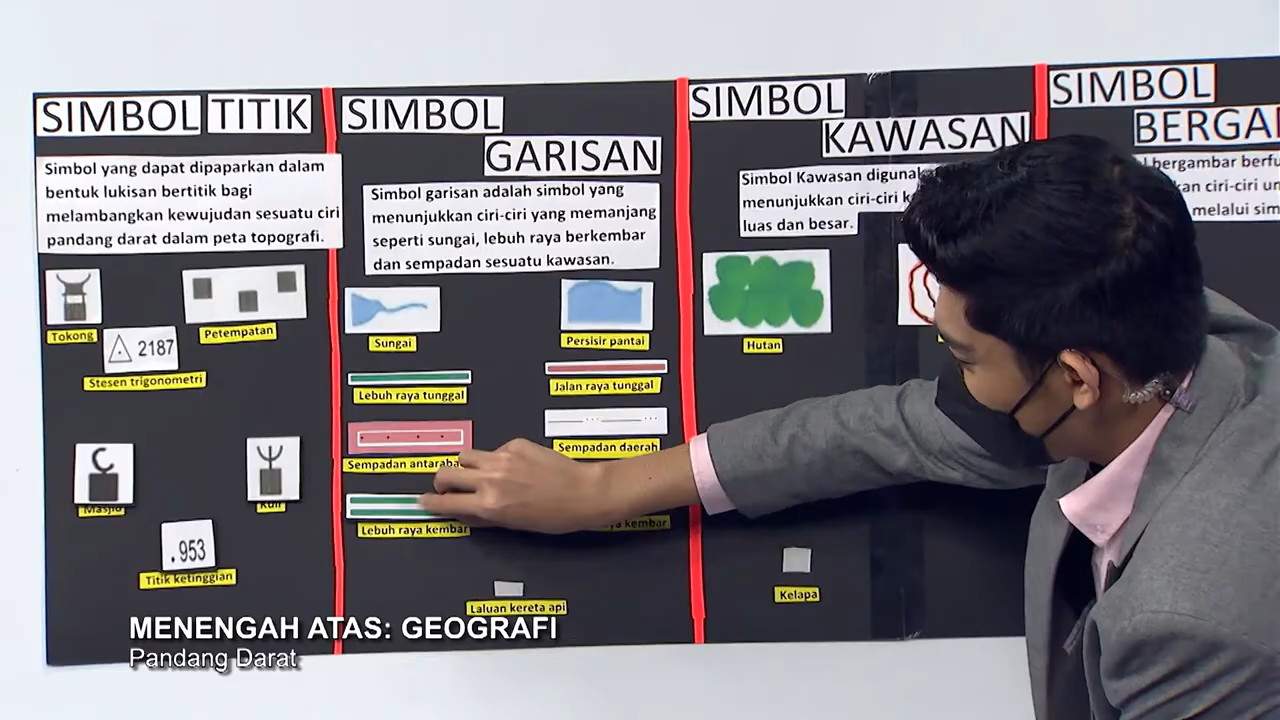 SIMBOL TITIK
Simbol yang dapat dipaparkan dalam
bentuk lukisan bertitik bagi
melambangkan kewujudan sesuatu ciri
pandang darat dalam peta topografi.
Tokong
Petempatan
2187
Stesen trigonometri
Masjid
Kuil
.953
Titik ketinggian
SIMBOL
GARISAN
Simbol garisan adalah simbol yang
menunjukkan ciri-ciri yang memanjang
seperti sungai, lebuh raya berkembar
dan sempadan sesuatu kawasan.
Sungai
Persisir pantai
Lebuh raya tunggal
Jalan raya tunggal
Sempadan
Sempadan daerah
Lebuh raya kembar
kembar
Laluan kereta api
SIMBOL
KAWASAN
Simbol Kawasan
menunjukkan ciri-ciri
luas dan besar.
Hutan
Kelapa
SIMBOL
bergambar
ciri-ciri
melalui
MENENGAH ATAS: GEOGRAFI
Pandang Darat